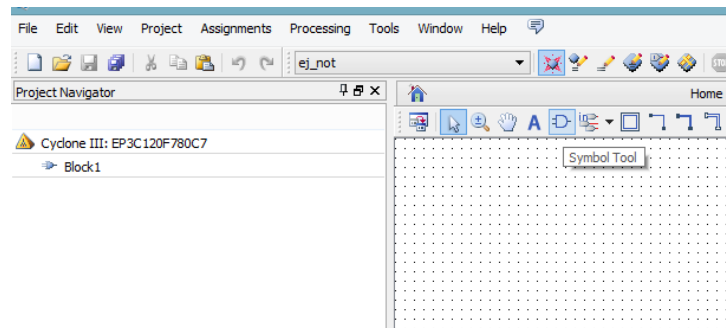 File Edit View Project Assignments Processing Tools Window Help
ej_not
STOP
Project Navigator
Home
A
Cyclone III: EP3C120F780C7
Symbol Tool
Block1